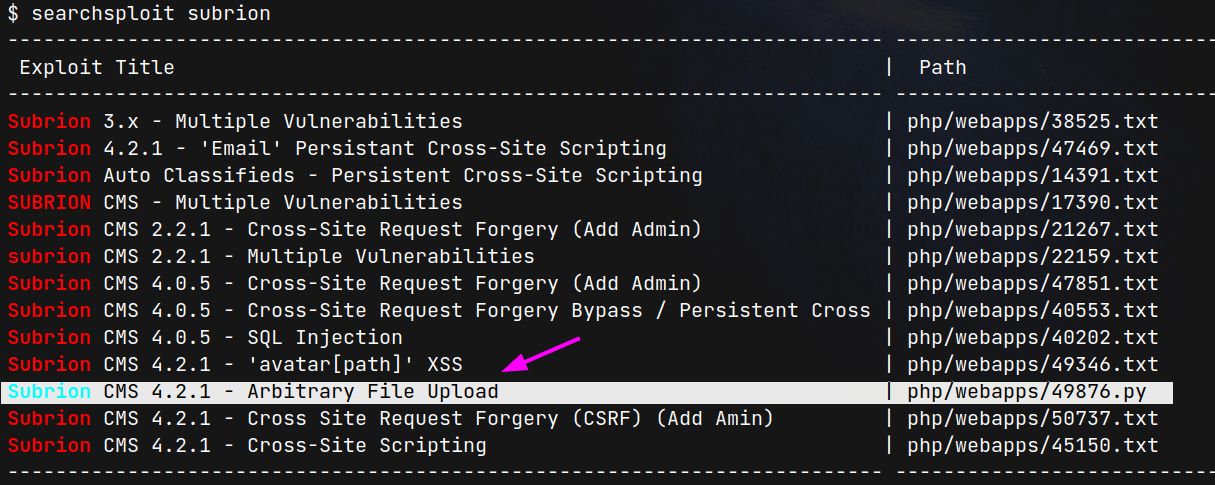 $ searchsploit subrion
---------------------------------------------------------------------------------- ---------------------------
Exploit Title | Path
---------------------------------------------------------------------------------- ---------------------------
Subrion 3.x - Multiple Vulnerabilities | php/webapps/38525.txt
Subrion 4.2.1 - 'Email' Persistant Cross-Site Scripting | php/webapps/47469.txt
Subrion Auto Classifieds - Persistent Cross-Site Scripting | php/webapps/14391.txt
SUBRION CMS - Multiple Vulnerabilities | php/webapps/17390.txt
Subrion CMS 2.2.1 - Cross-Site Request Forgery (Add Admin) | php/webapps/21267.txt
subrion CMS 2.2.1 - Multiple Vulnerabilities | php/webapps/22159.txt
Subrion CMS 4.0.5 - Cross-Site Request Forgery (Add Admin) | php/webapps/47851.txt
Subrion CMS 4.0.5 - Cross-Site Request Forgery Bypass / Persistent Cross | php/webapps/40553.txt
Subrion CMS 4.0.5 - SQL Injection | php/webapps/40202.txt
Subrion CMS 4.2.1 - 'avatar[path]' XSS | php/webapps/49346.txt
Subrion CMS 4.2.1 - Arbitrary File Upload | php/webapps/49876.py
Subrion CMS 4.2.1 - Cross Site Request Forgery (CSRF) (Add Amin) | php/webapps/50737.txt
Subrion CMS 4.2.1 - Cross-Site Scripting | php/webapps/45150.txt
---------------------------------------------------------------------------------- ---------------------------